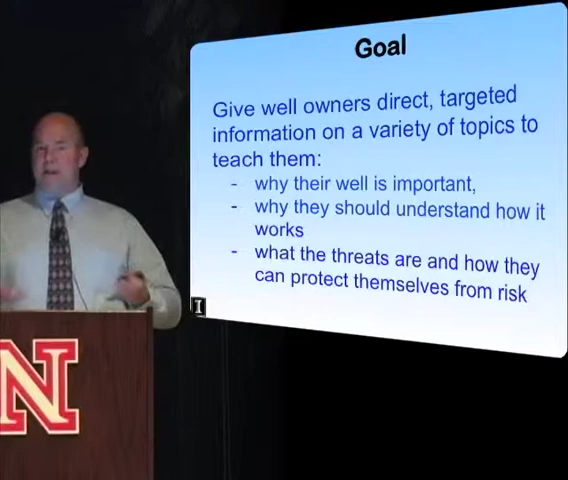 Goal
Give well owners direct, targeted
information on a variety of topics to
teach them:
- why their well is important,
- why they should understand how it
works
- what the threats are and how they
can protect themselves from risk
I
N